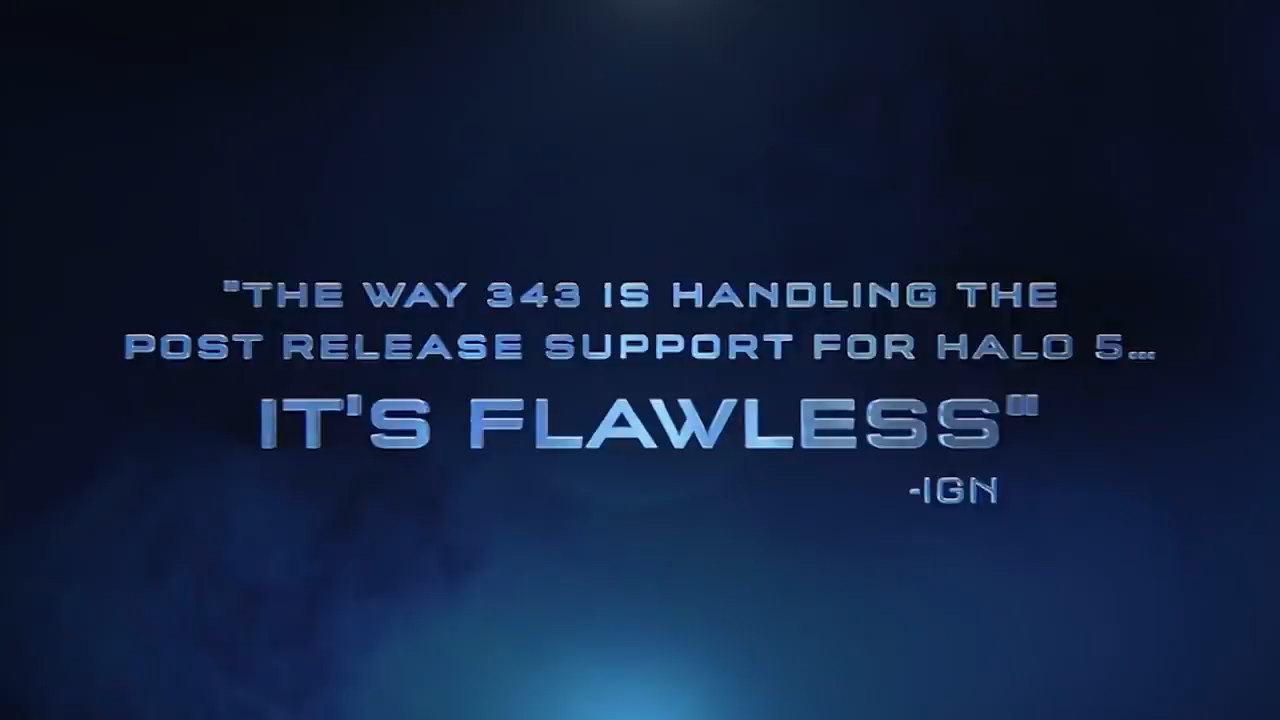 "THE WAY 343 IS HANDLING THE
POST RELEASE SUPPORT FOR HALO 5...
IT'S FLAWLESS"
-IGN